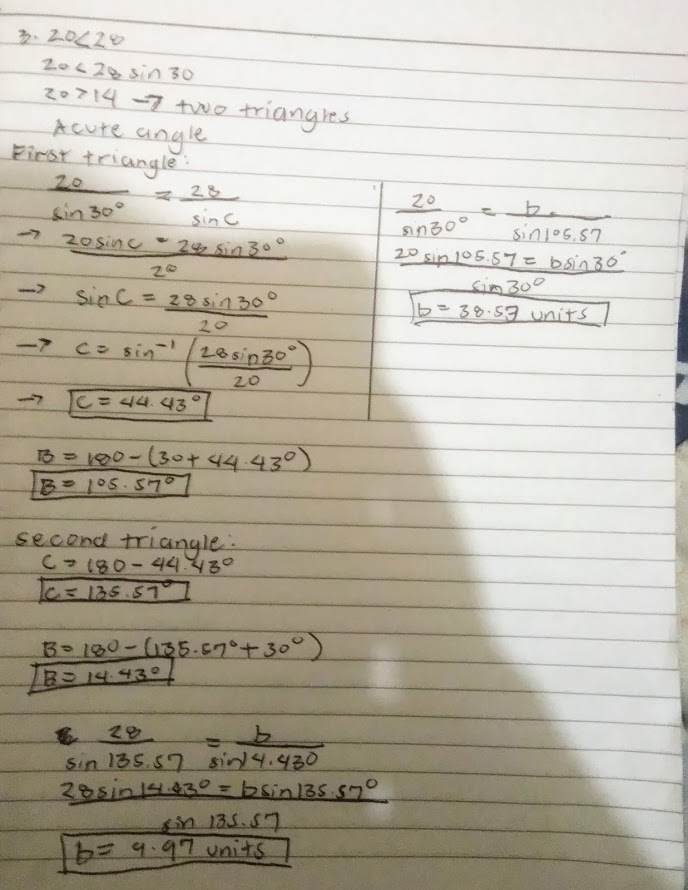 3. 20<28
20 < 28 sin 30
20 > 14 → two triangles
Acute angle
First triangle:
20/sin 30° = 28/sin C
→ 20 sin C = 28 sin 30°
20
→ sin C = 28 sin 30°/20
→ C = sin⁻¹ (28 sin 30°/20)
→ C = 44.43°
B = 180 - (30 + 44.43°)
B = 105.57°
20/sin 30° = b/sin 105.57
20 sin 105.57 = b sin 30°
sin 30°
b = 38.53 units
second triangle:
C = 180 - 44.43°
C = 135.57°
B = 180 - (135.57° + 30°)
B = 14.43°
28/sin 135.57 = b/sin 14.43°
28 sin 14.43° = b sin 135.57°
sin 135.57
b = 9.97 units